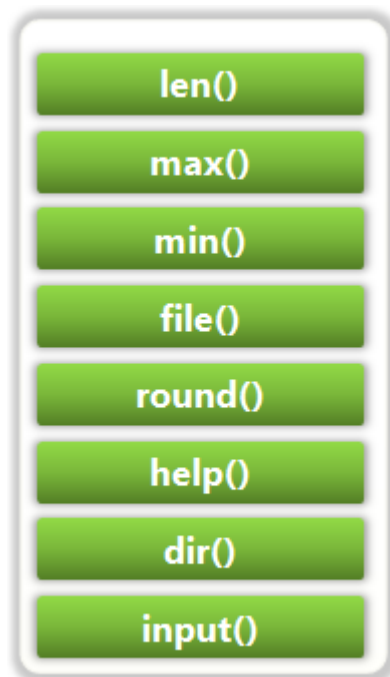 len()
max()
min()
file()
round()
help()
dir()
input()